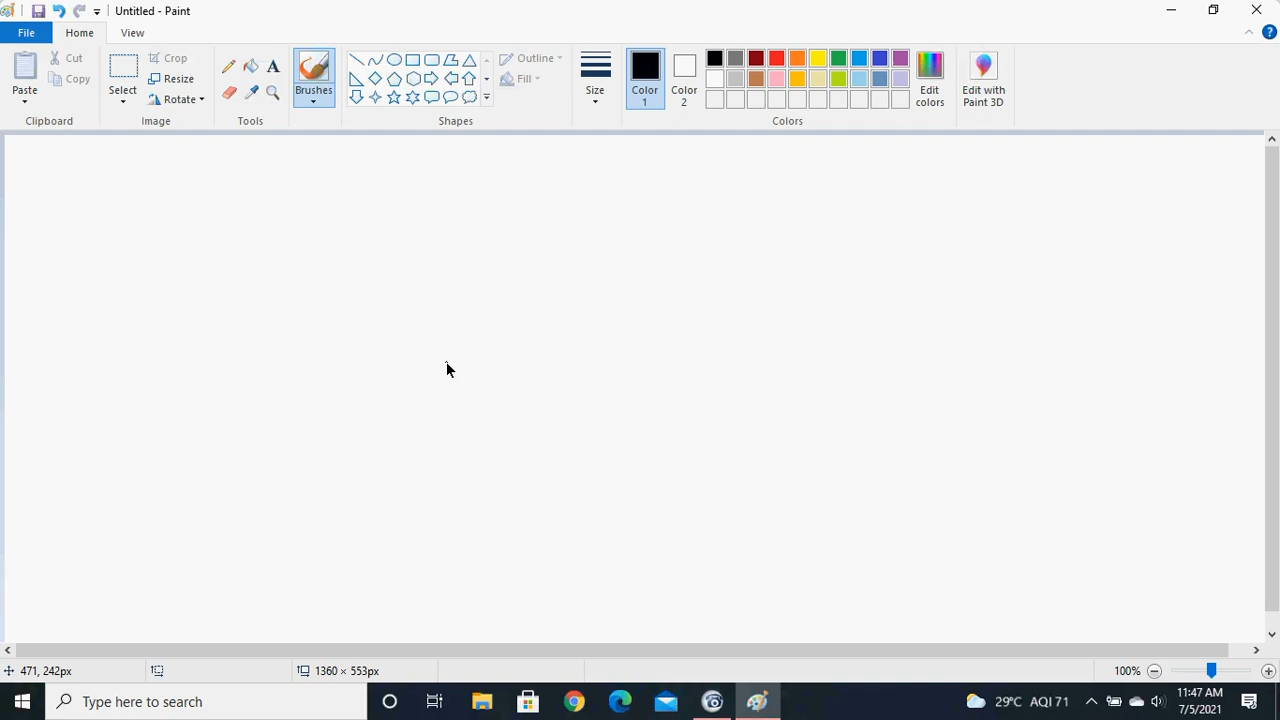 Untitled - Paint
File Home View
Paste Cut Copy Select Crop Resize Rotate Brushes Outline Fill Size Color 1 Color 2 Edit colors Edit with Paint 3D
Clipboard Image Tools Shapes Colors
471, 242px 1360 × 553px 100%
Type here to search 29°C AQI 71 11:47 AM
7/5/2021